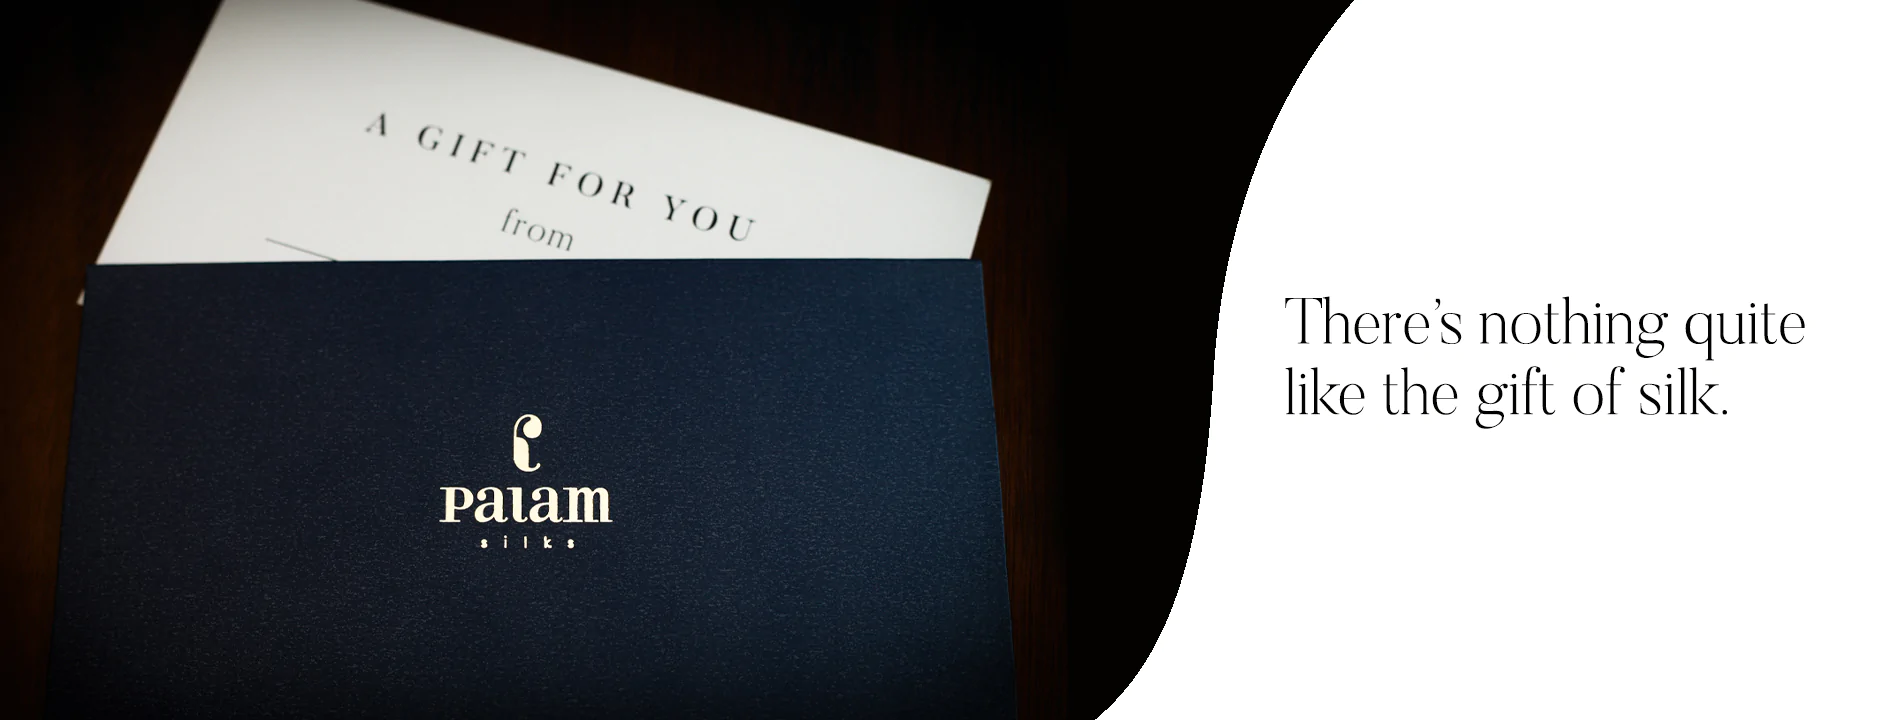 A GIFT FOR YOU
from
palam
silks
There's nothing quite
like the gift of silk.